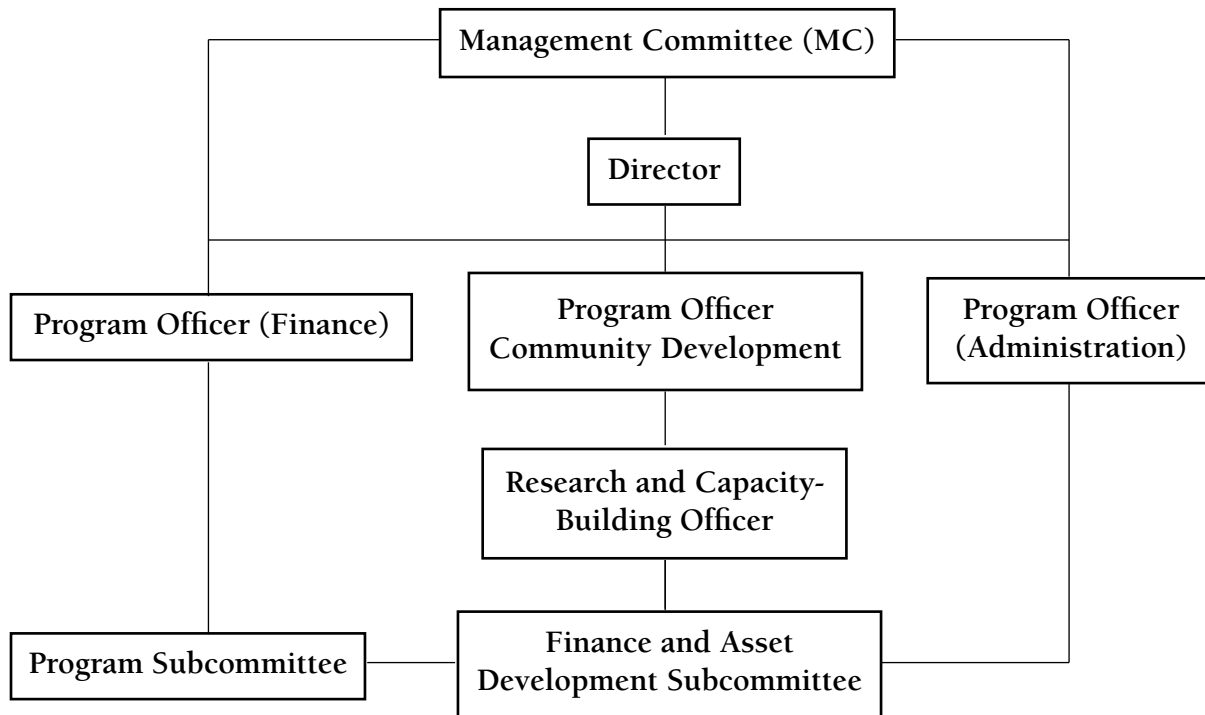 Management Committee (MC)
Director
Program Officer (Finance)
Program Officer
Community Development
Program Officer
(Administration)
Research and Capacity-
Building Officer
Program Subcommittee
Finance and Asset
Development Subcommittee